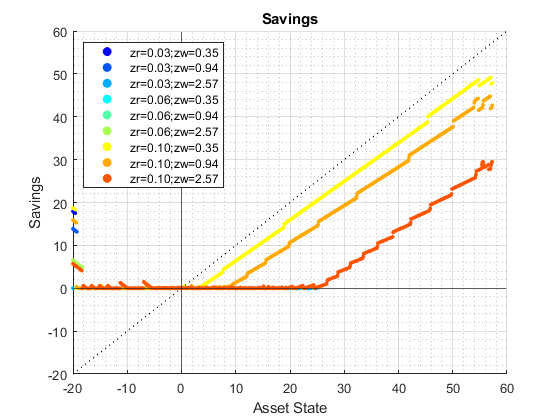 Savings
60
50
40
30
20
10
0
-10
-20
Savings
zr=0.03;zw=0.35
zr=0.03;zw=0.94
zr=0.03;zw=2.57
zr=0.06;zw=0.35
zr=0.06;zw=0.94
zr=0.06;zw=2.57
zr=0.10;zw=0.35
zr=0.10;zw=0.94
zr=0.10;zw=2.57
-20 -10 0 10 20 30 40 50 60
Asset State